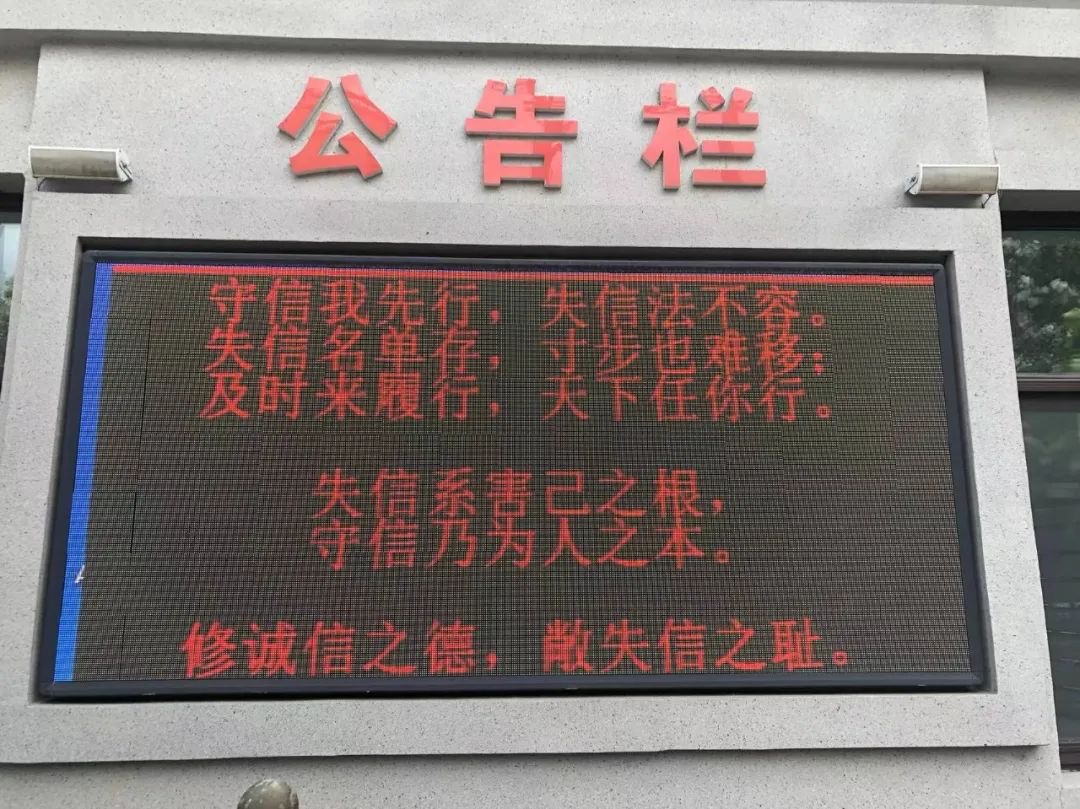 公告栏
守信我先行，失信法不容。
失信名单存，寸步也难移；
及时来履行，天下任你行。
失信系害己之根，
守信乃为人之本。
修诚信之德，敞失信之耻。